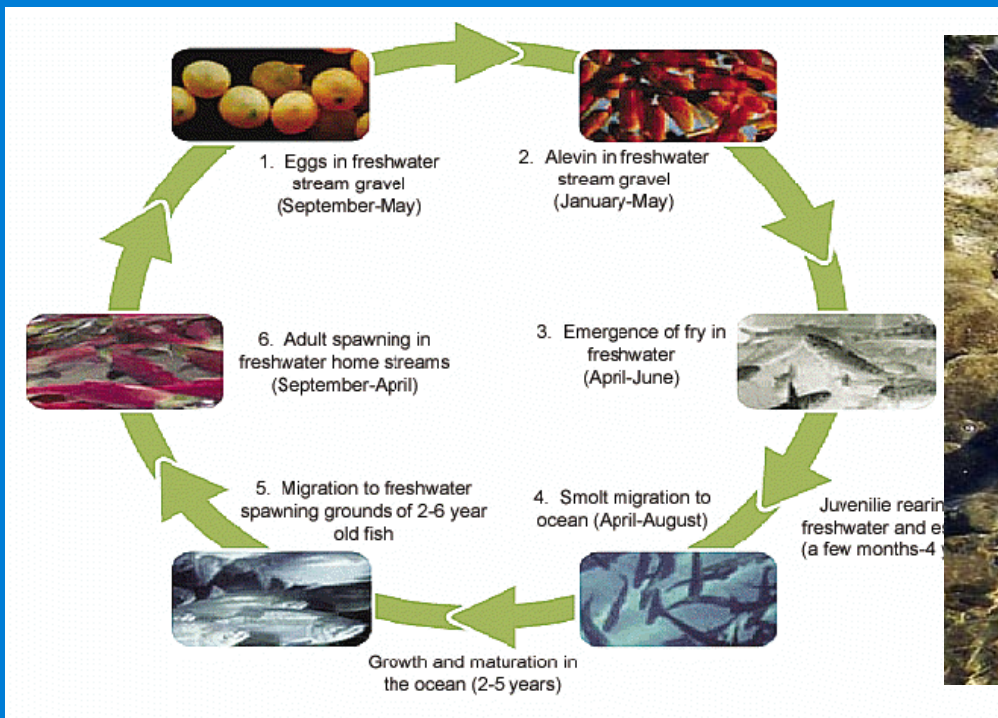 1. Eggs in freshwater
stream gravel
(September-May)
2. Alevin in freshwater
stream gravel
(January-May)
3. Emergence of fry in
freshwater
(April-June)
Juvenilie
freshwater and
(a few months-4
4. Smolt migration to
ocean (April-August)
Growth and maturation in
the ocean (2-5 years)
5. Migration to freshwater
spawning grounds of 2-6 year
old fish
6. Adult spawning in
freshwater home streams
(September-April)